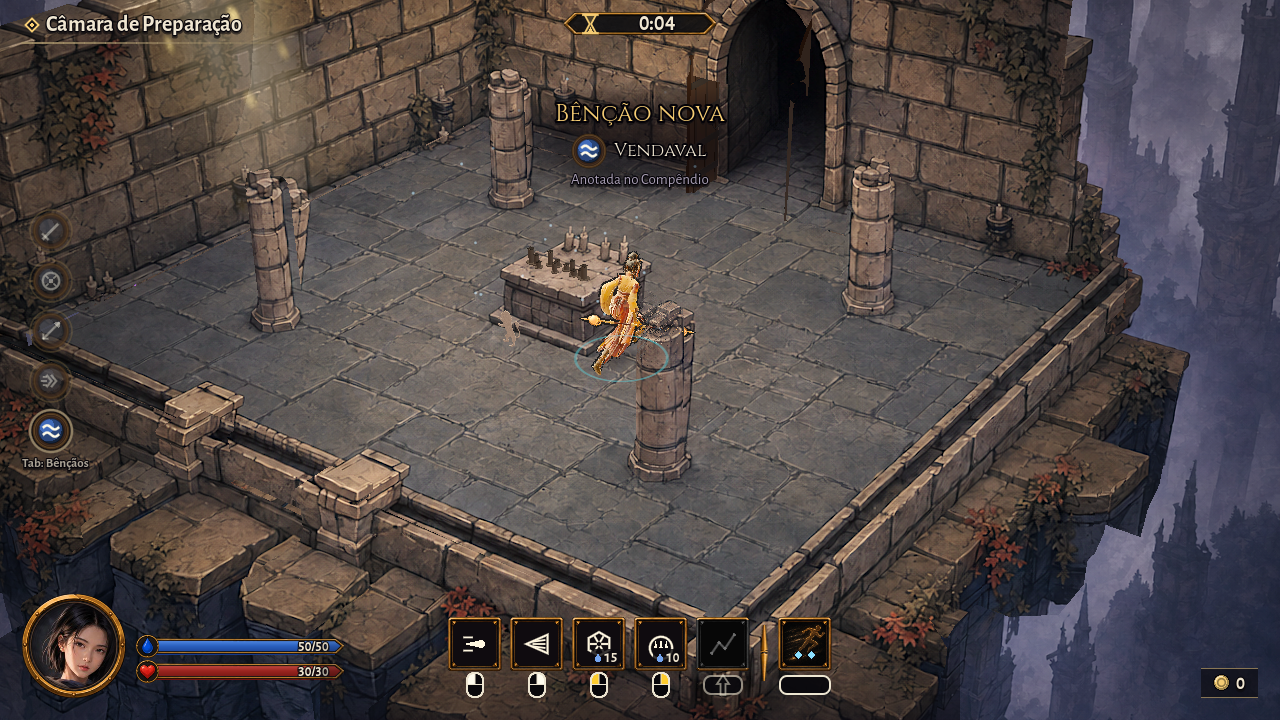 Câmara de Preparação
0:04
BÊNÇÃO NOVA
VENDAVAL
Anotada no Compêndio
Tab: Bênçãos
50/50
30/30
15
10
0